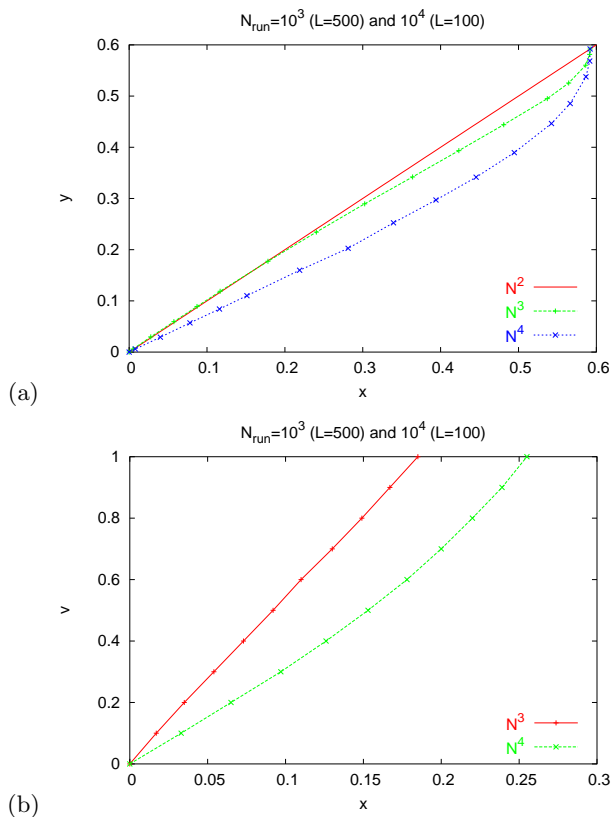 N_run=10^3 (L=500) and 10^4 (L=100)
0.6
0.5
0.4
0.3
0.2
0.1
0
y
N^2
N^3
N^4
0 0.1 0.2 0.3 0.4 0.5 0.6
x
(a)
N_run=10^3 (L=500) and 10^4 (L=100)
1
0.8
0.6
0.4
0.2
0
v
N^3
N^4
0 0.05 0.1 0.15 0.2 0.25 0.3
x
(b)